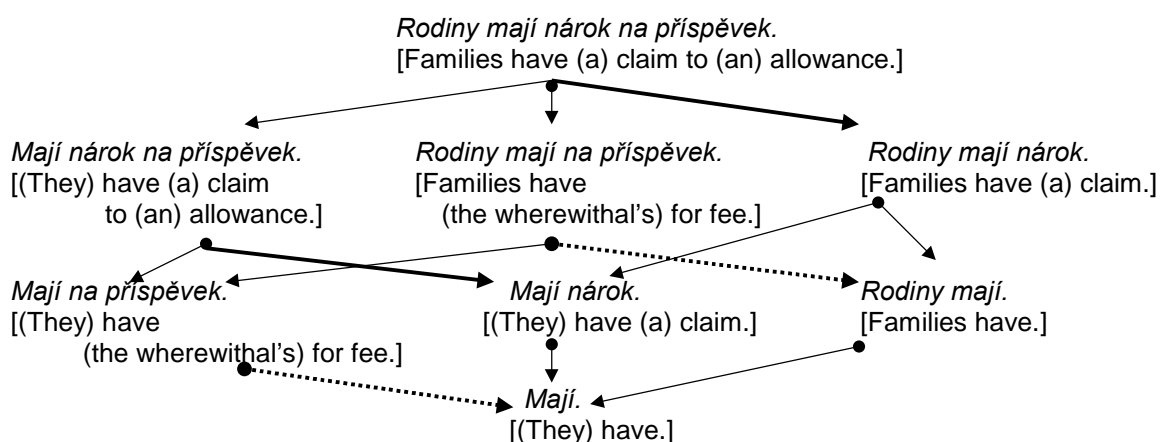 Rodiny mají nárok na příspěvek.
[Families have (a) claim to (an) allowance.]
Mají nárok na příspěvek.
[(They) have (a) claim
to (an) allowance.]
Rodiny mají na příspěvek.
[Families have
(the wherewithal's) for fee.]
Rodiny mají nárok.
[Families have (a) claim.]
Mají na příspěvek.
[(They) have
(the wherewithal's) for fee.]
Mají nárok.
[(They) have (a) claim.]
Rodiny mají.
[Families have.]
Mají.
[(They) have.]